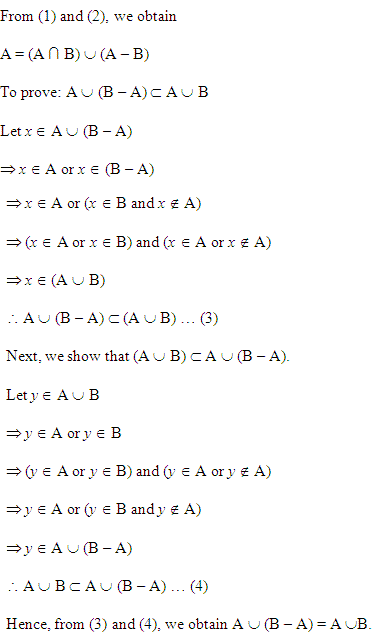 From (1) and (2), we obtain
A = (A ∩ B) ∪ (A – B)
To prove: A ∪ (B – A) ⊂ A ∪ B
Let x ∈ A ∪ (B – A)
⇒ x ∈ A or x ∈ (B – A)
⇒ x ∈ A or (x ∈ B and x ∉ A)
⇒ (x ∈ A or x ∈ B) and (x ∈ A or x ∉ A)
⇒ x ∈ (A ∪ B)
∴ A ∪ (B – A) ⊂ (A ∪ B) … (3)
Next, we show that (A ∪ B) ⊂ A ∪ (B – A).
Let y ∈ A ∪ B
⇒ y ∈ A or y ∈ B
⇒ (y ∈ A or y ∈ B) and (y ∈ A or y ∉ A)
⇒ y ∈ A or (y ∈ B and y ∉ A)
⇒ y ∈ A ∪ (B – A)
∴ A ∪ B ⊂ A ∪ (B – A) … (4)
Hence, from (3) and (4), we obtain A ∪ (B – A) = A ∪B.